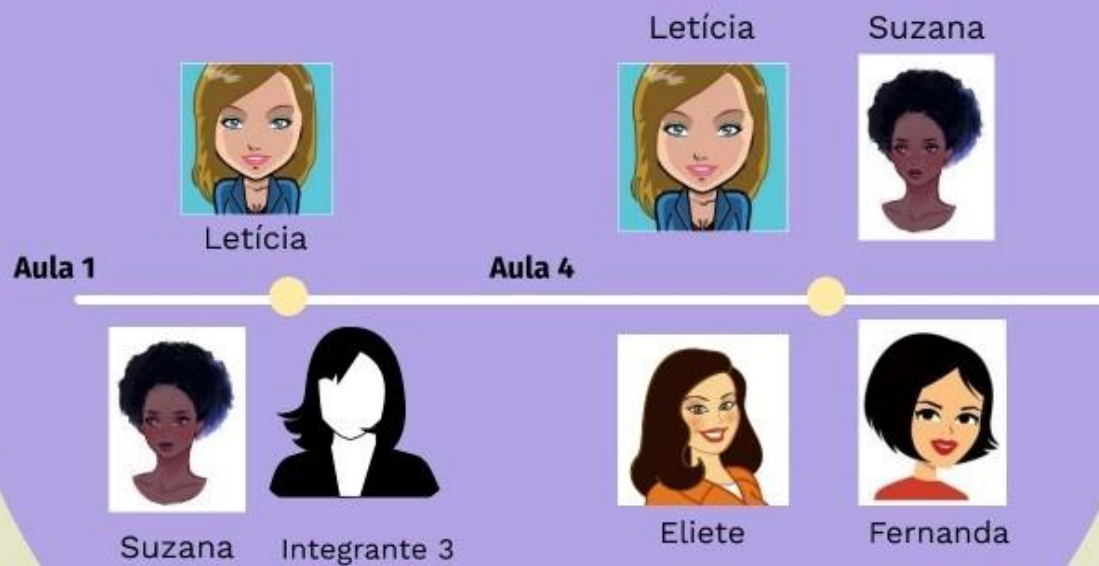 Letícia Suzana
Letícia
Aula 1 Aula 4
Suzana Integrante 3
Eliete Fernanda